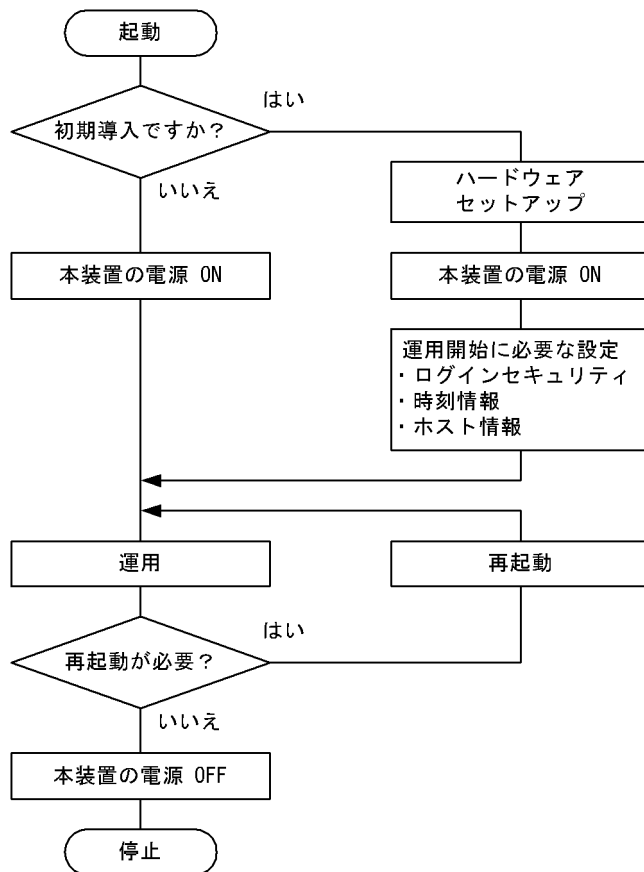 起動
初期導入ですか？
はい
いいえ
ハードウェア
セットアップ
本装置の電源 ON
本装置の電源 ON
運用開始に必要な設定
・ログインセキュリティ
・時刻情報
・ホスト情報
運用
再起動
再起動が必要？
はい
いいえ
本装置の電源 OFF
停止